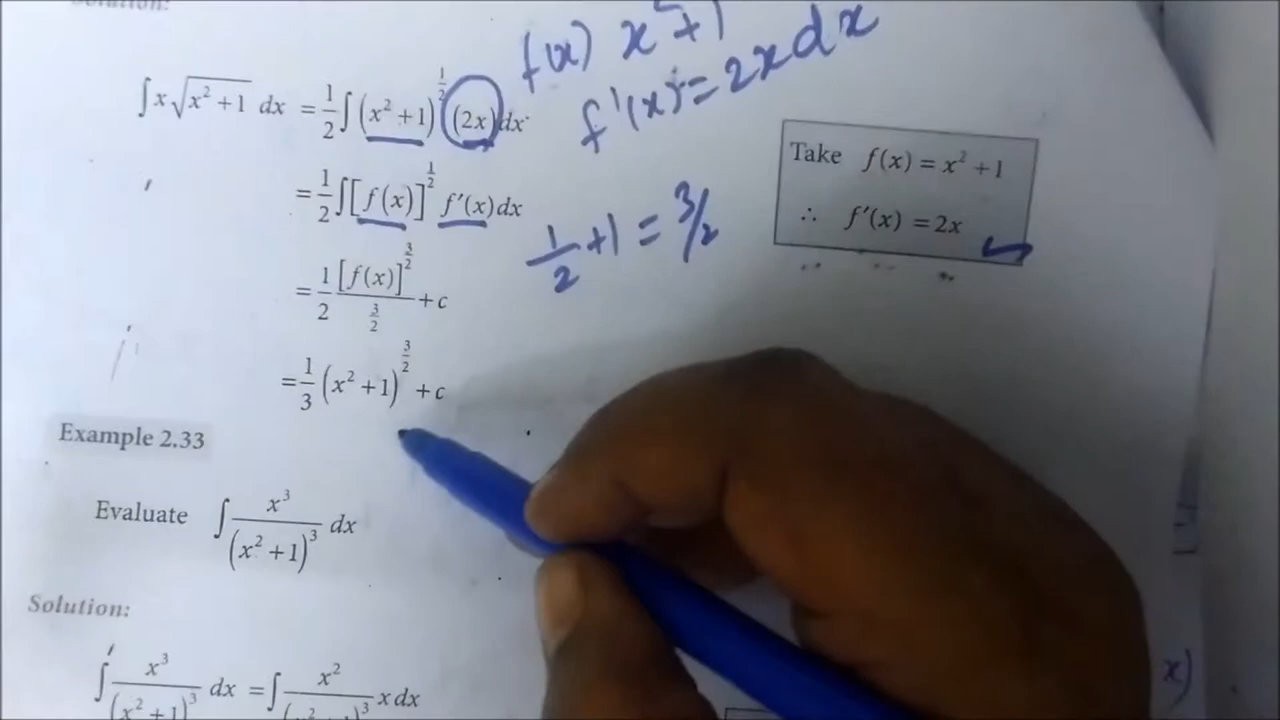 Solution:
f(x) x²+1
f'(x) = 2xdx
∫x√(x² + 1) dx = 1/2 ∫(x² + 1)^(1/2) (2x)dx
= 1/2 ∫[f(x)]^(1/2) f'(x)dx
Take f(x) = x² + 1
∴ f'(x) = 2x
1/2 + 1 = 3/2
= 1/2 [f(x)]^(3/2) / (3/2) + c
= 1/3 (x² + 1)^(3/2) + c
Example 2.33
Evaluate ∫ x³/(x² + 1)³ dx
Solution:
∫ x³/(x² + 1)³ dx = ∫ x²/(x² + 1)³ x dx
x)